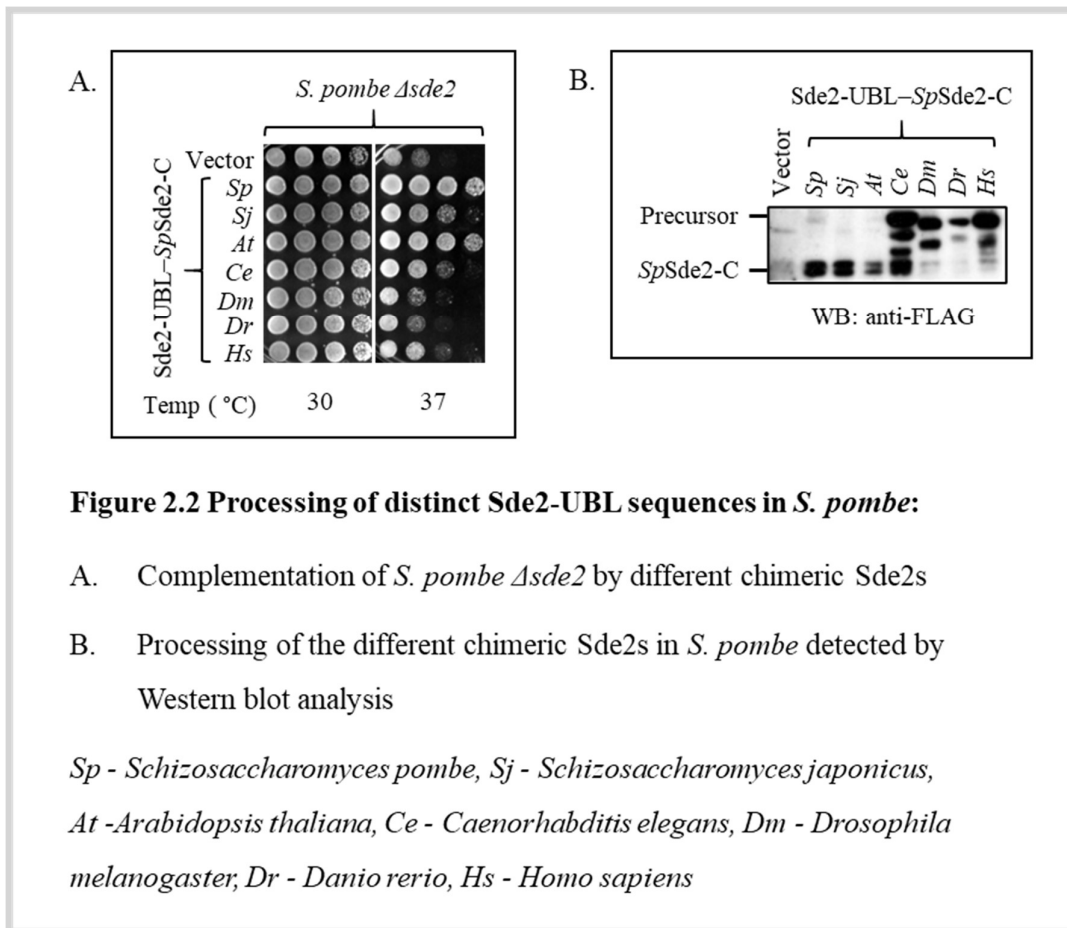 A.
S. pombe Δsde2
Sde2-UBL–SpSde2-C
Vector
Sp
Sj
At
Ce
Dm
Dr
Hs
Temp ( °C) 30 37
B.
Sde2-UBL–SpSde2-C
Vector Sp Sj At Ce Dm Dr Hs
Precursor
SpSde2-C
WB: anti-FLAG
Figure 2.2 Processing of distinct Sde2-UBL sequences in S. pombe:
A. Complementation of S. pombe Δsde2 by different chimeric Sde2s
B. Processing of the different chimeric Sde2s in S. pombe detected by
Western blot analysis
Sp - Schizosaccharomyces pombe, Sj - Schizosaccharomyces japonicus,
At -Arabidopsis thaliana, Ce - Caenorhabditis elegans, Dm - Drosophila
melanogaster, Dr - Danio rerio, Hs - Homo sapiens